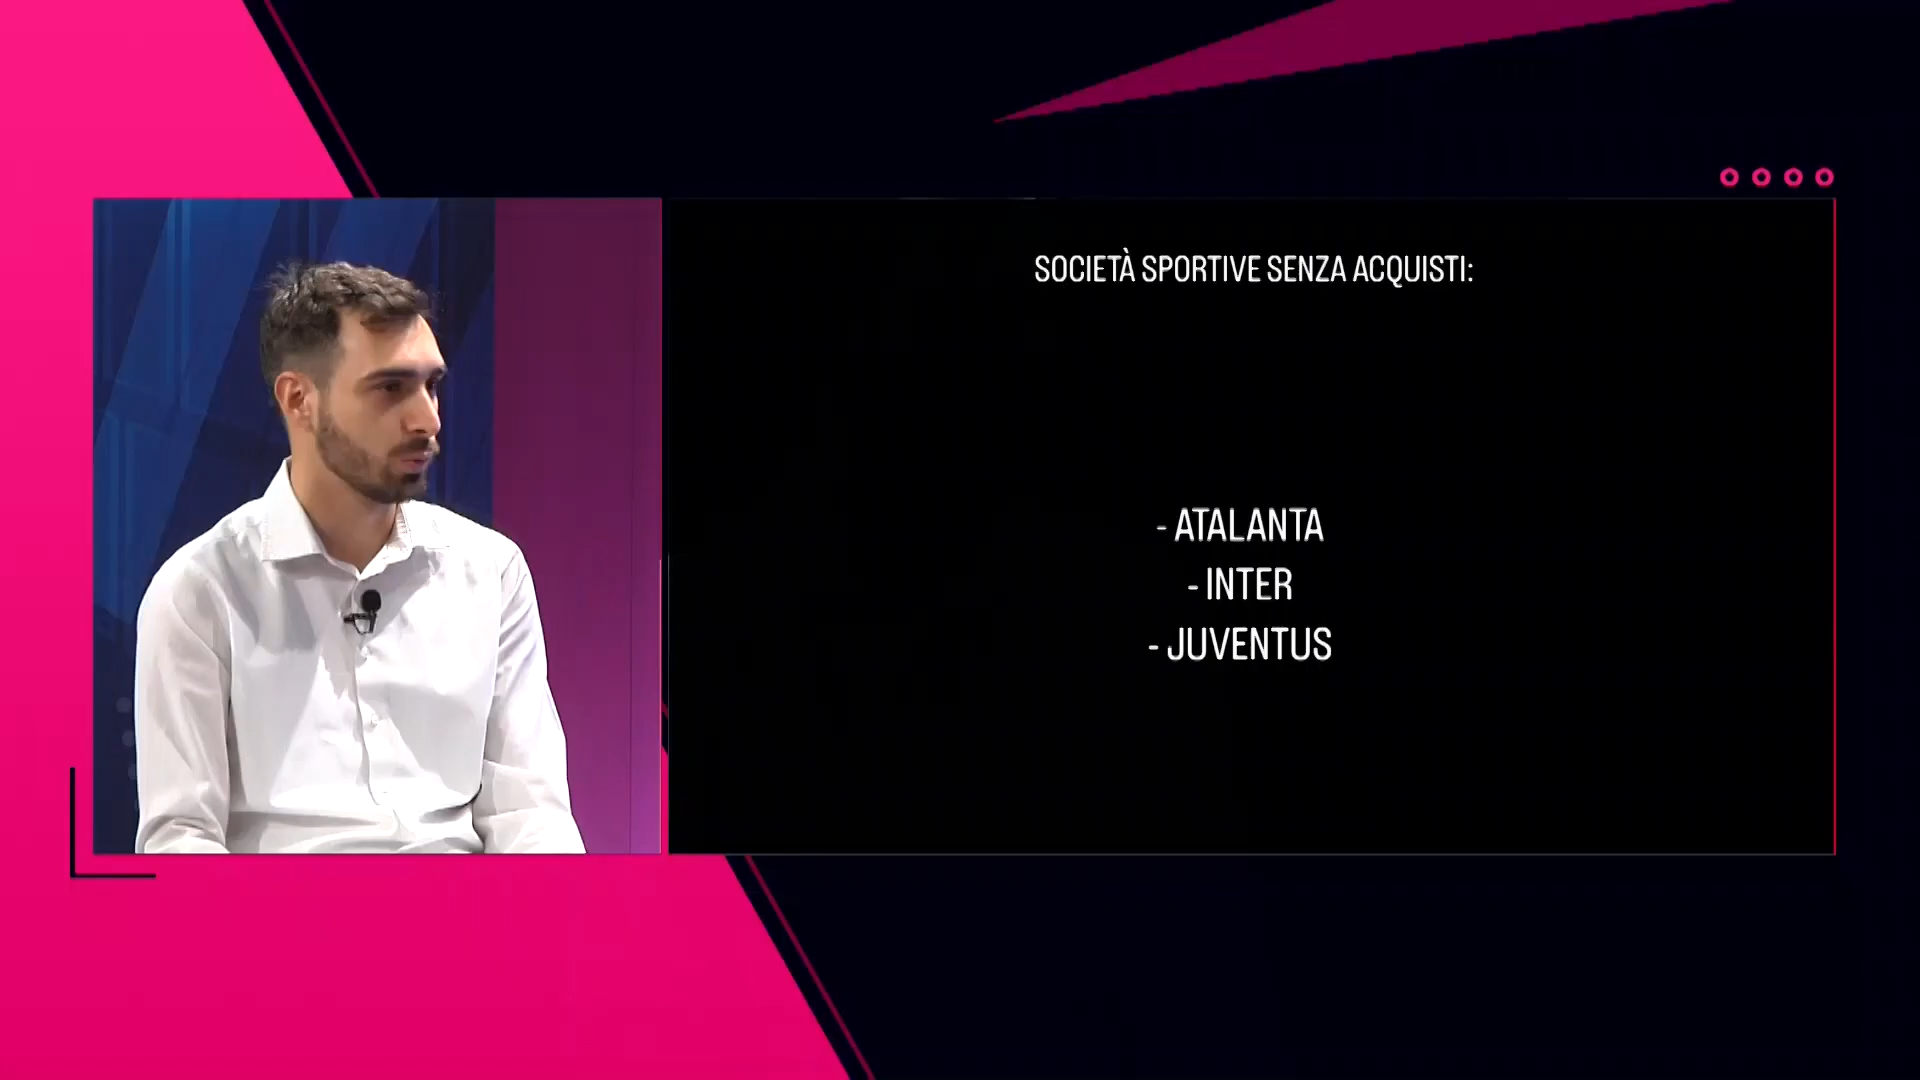 SOCIETÀ SPORTIVE SENZA ACQUISTI:
- ATALANTA
- INTER
- JUVENTUS